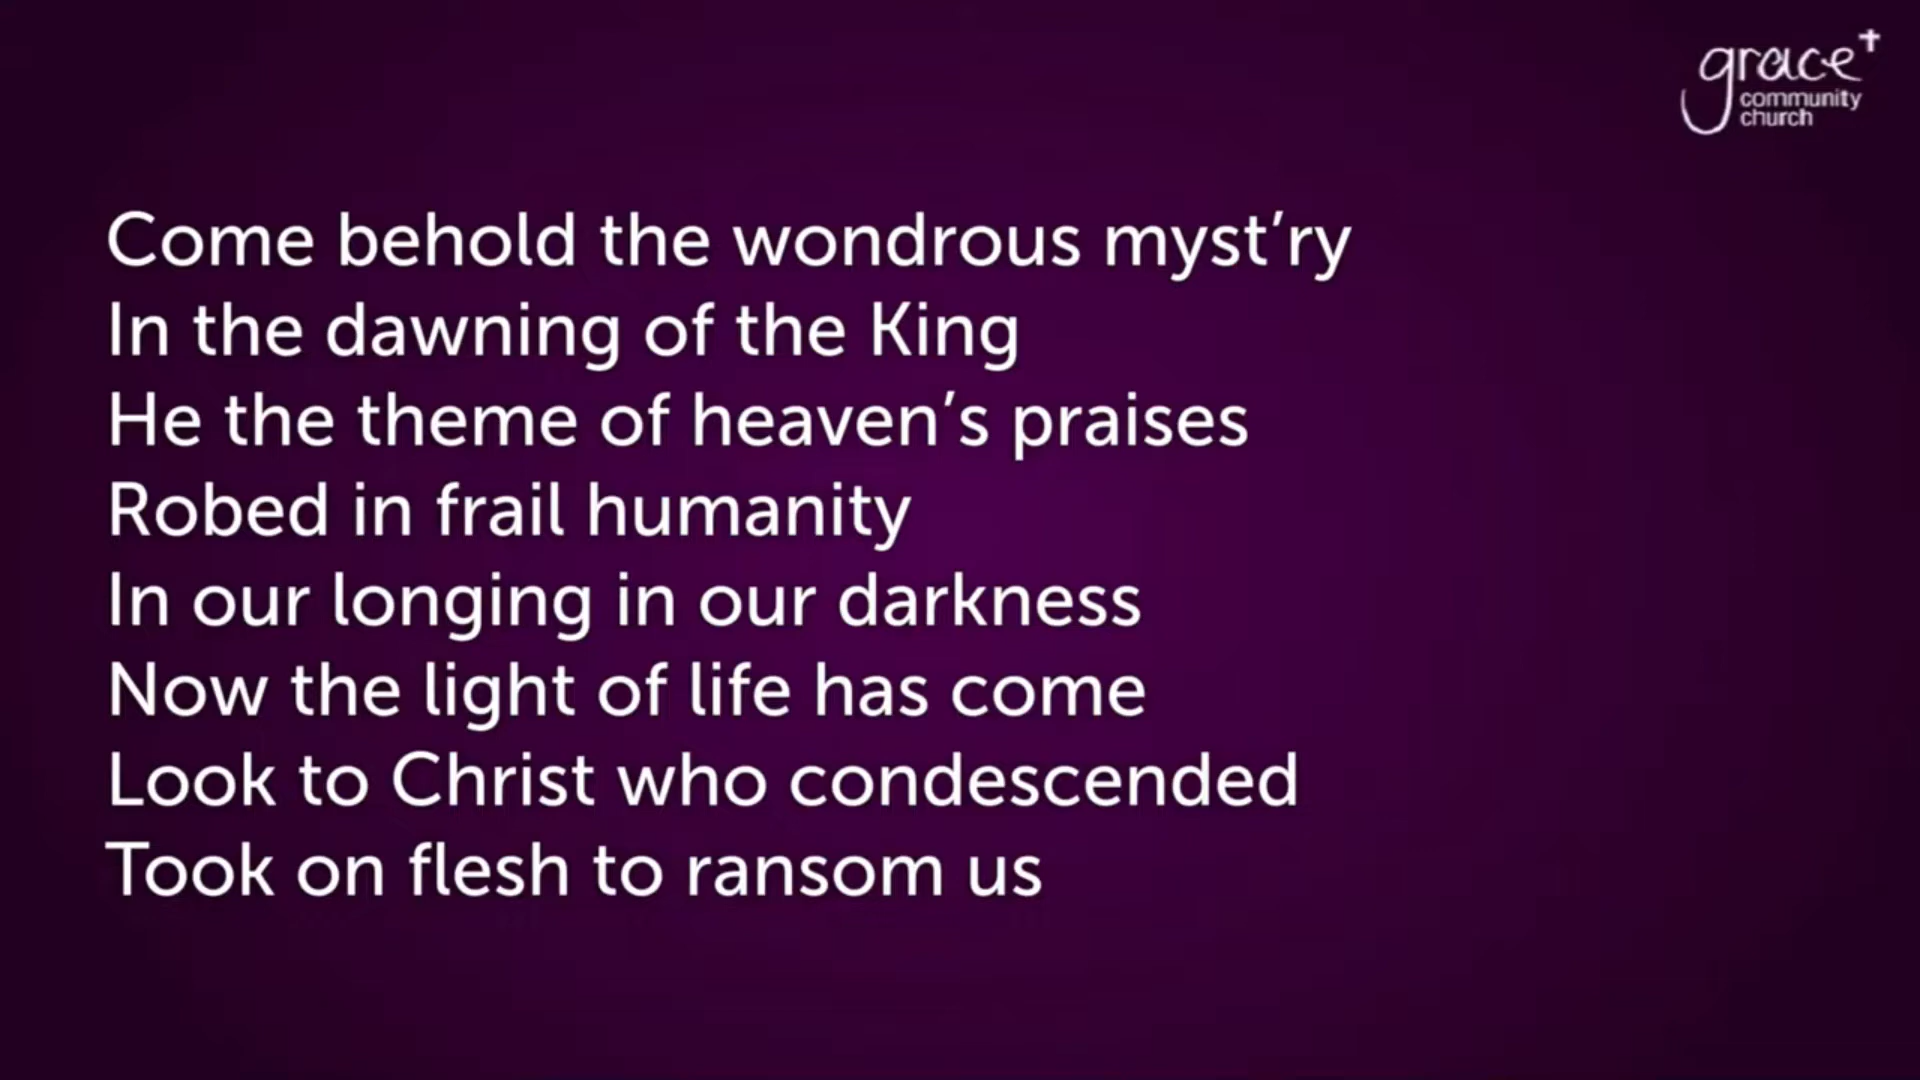 grace
community
church
Come behold the wondrous myst’ry
In the dawning of the King
He the theme of heaven’s praises
Robed in frail humanity
In our longing in our darkness
Now the light of life has come
Look to Christ who condescended
Took on flesh to ransom us